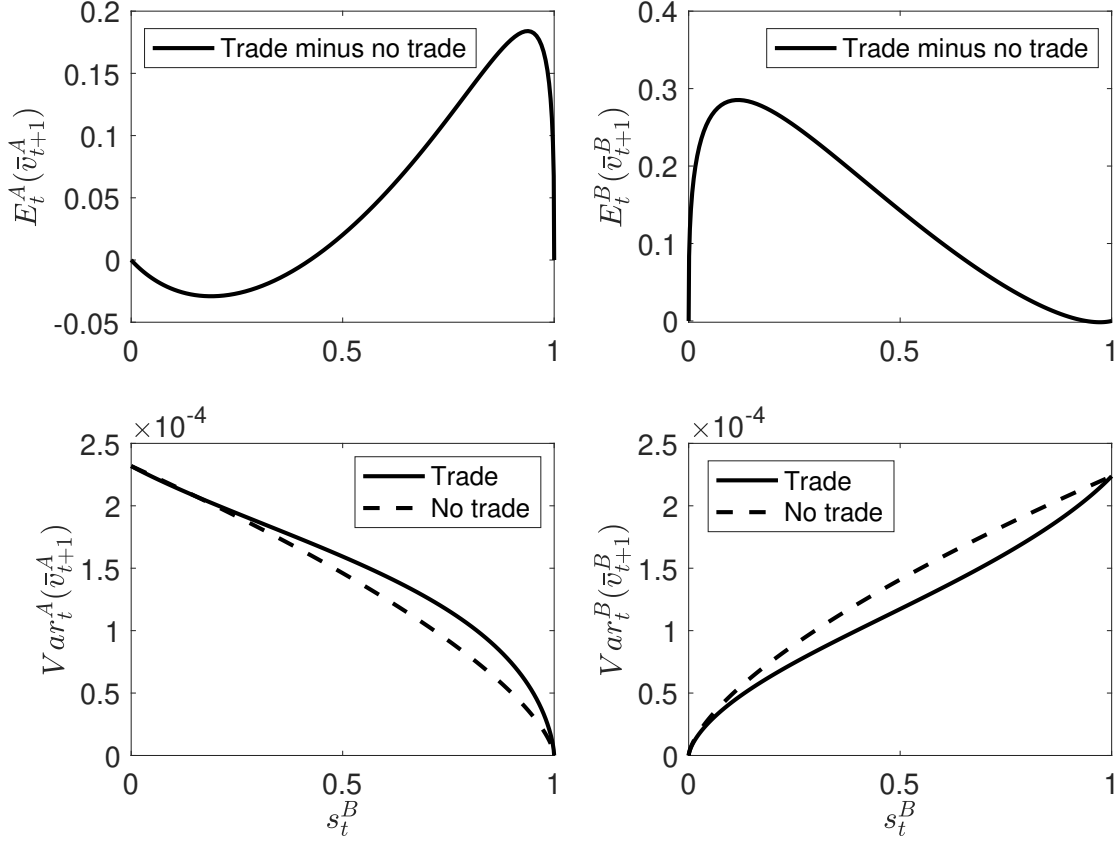 0.2
0.15
0.1
0.05
0
-0.05
E_t^A(v̄_{t+1}^A)
Trade minus no trade
0 0.5 1
0.4
0.3
0.2
0.1
0
E_t^B(v̄_{t+1}^B)
Trade minus no trade
0 0.5 1
×10^-4
2.5
2
1.5
1
0.5
0
Var_t^A(v̄_{t+1}^A)
Trade
No trade
0 0.5 1
s_t^B
×10^-4
2.5
2
1.5
1
0.5
0
Var_t^B(v̄_{t+1}^B)
Trade
No trade
0 0.5 1
s_t^B